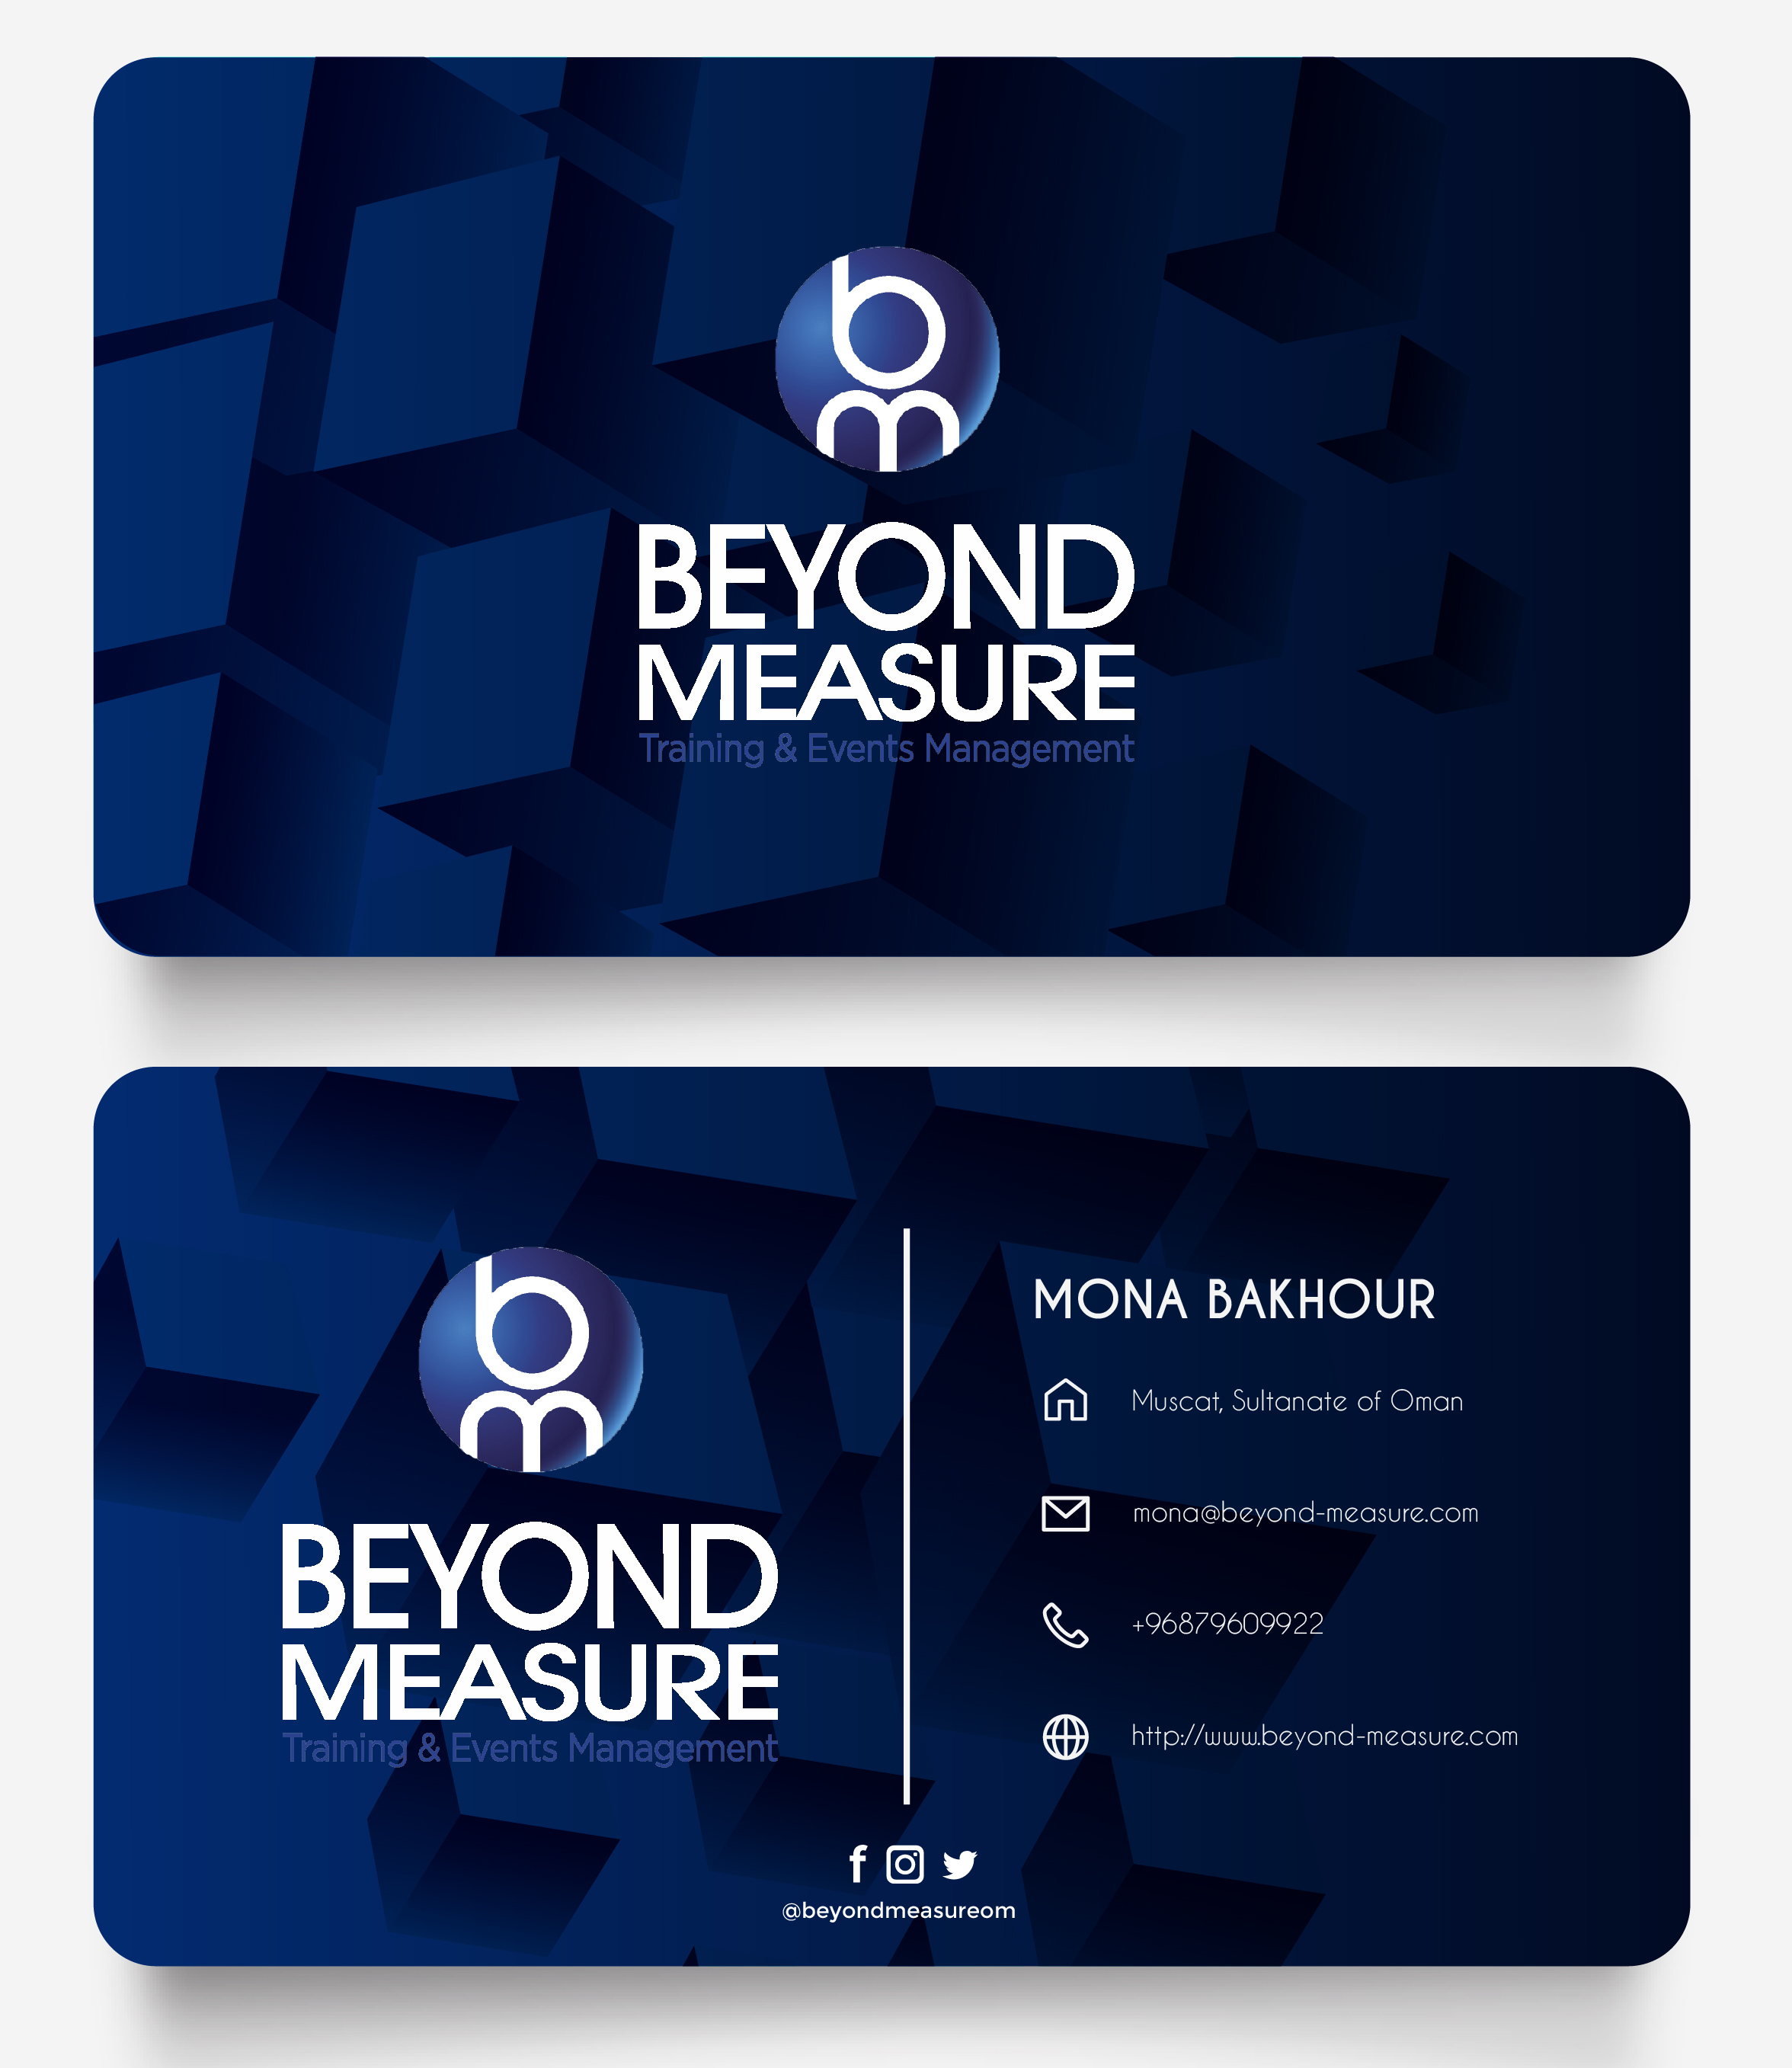 bm
BEYOND
MEASURE
Training & Events Management
bm
BEYOND
MEASURE
Training & Events Management
MONA BAKHOUR
Muscat, Sultanate of Oman
mona@beyond-measure.com
+96879609922
http://www.beyond-measure.com
f
@beyondmeasureom